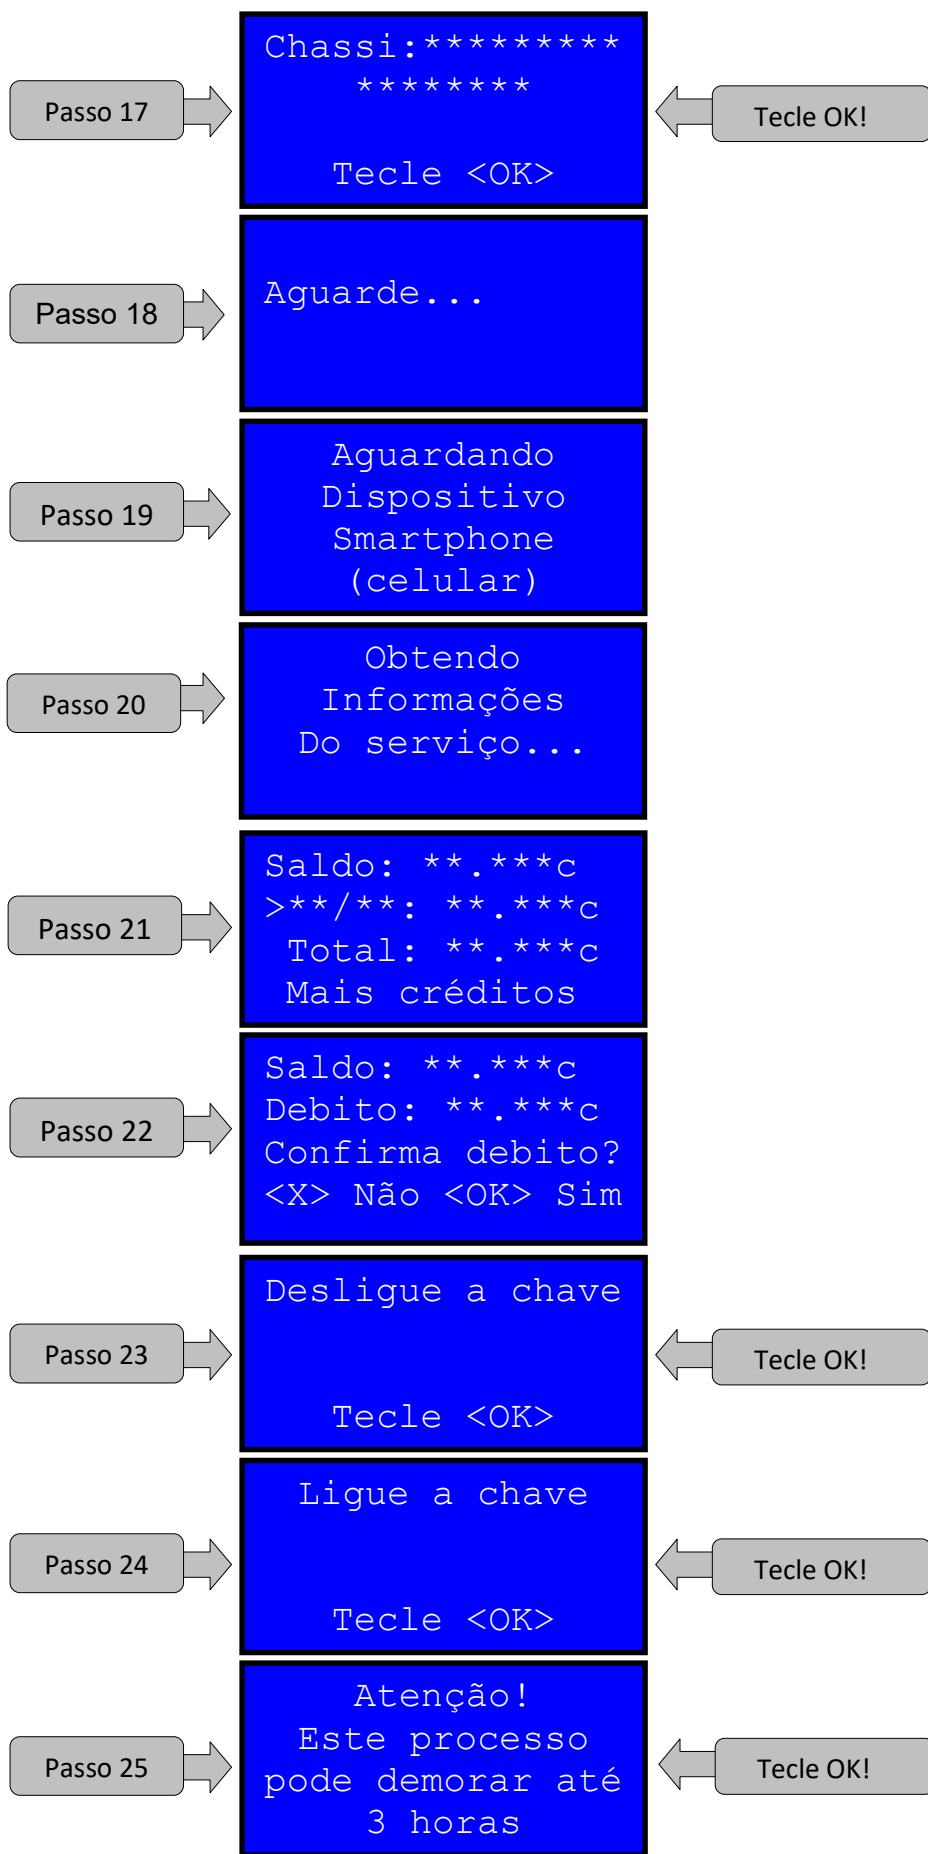 Passo 17
Chassi:*********
********
Tecle <OK>
Tecle OK!
Passo 18
Aguarde...
Passo 19
Aguardando
Dispositivo
Smartphone
(celular)
Passo 20
Obtendo
Informações
Do serviço...
Passo 21
Saldo: **.***c
>**/**: **.***c
Total: **.***c
Mais créditos
Passo 22
Saldo: **.***c
Debito: **.***c
Confirma debito?
<X> Não <OK> Sim
Passo 23
Desligue a chave
Tecle <OK>
Tecle OK!
Passo 24
Ligue a chave
Tecle <OK>
Tecle OK!
Passo 25
Atenção!
Este processo
pode demorar até
3 horas
Tecle OK!